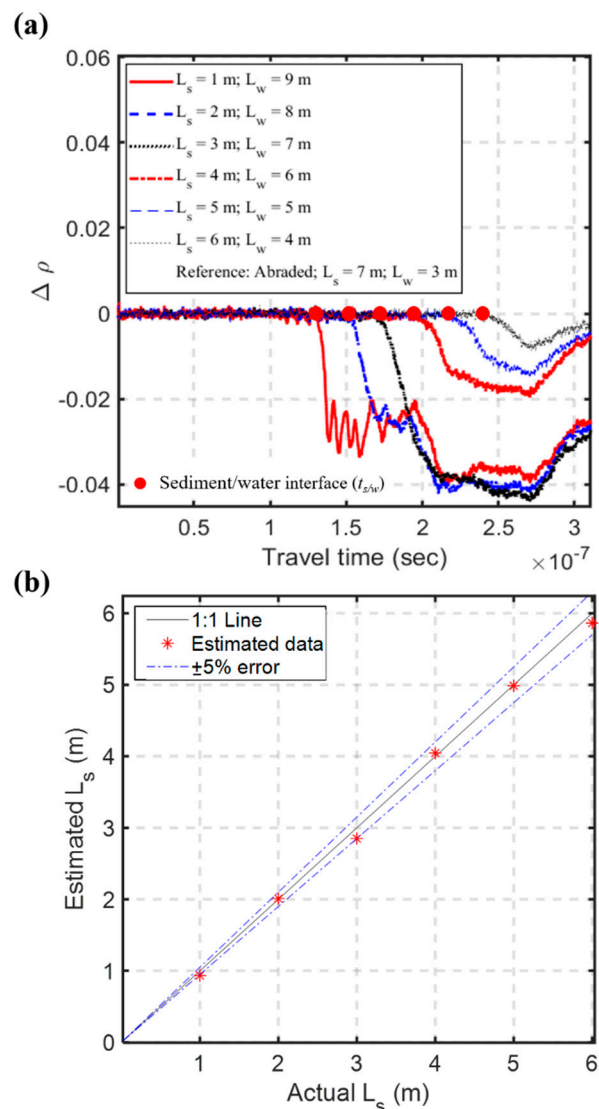 (a)
0.06
0.04
0.02
0
-0.02
-0.04
Δ ρ
L_s = 1 m; L_w = 9 m
L_s = 2 m; L_w = 8 m
L_s = 3 m; L_w = 7 m
L_s = 4 m; L_w = 6 m
L_s = 5 m; L_w = 5 m
L_s = 6 m; L_w = 4 m
Reference: Abraded; L_s = 7 m; L_w = 3 m
Sediment/water interface (t_s/w)
0.5 1 1.5 2 2.5 3
Travel time (sec) ×10^-7
(b)
6
5
4
3
2
1
0
Estimated L_s (m)
1:1 Line
Estimated data
±5% error
1 2 3 4 5 6
Actual L_s (m)